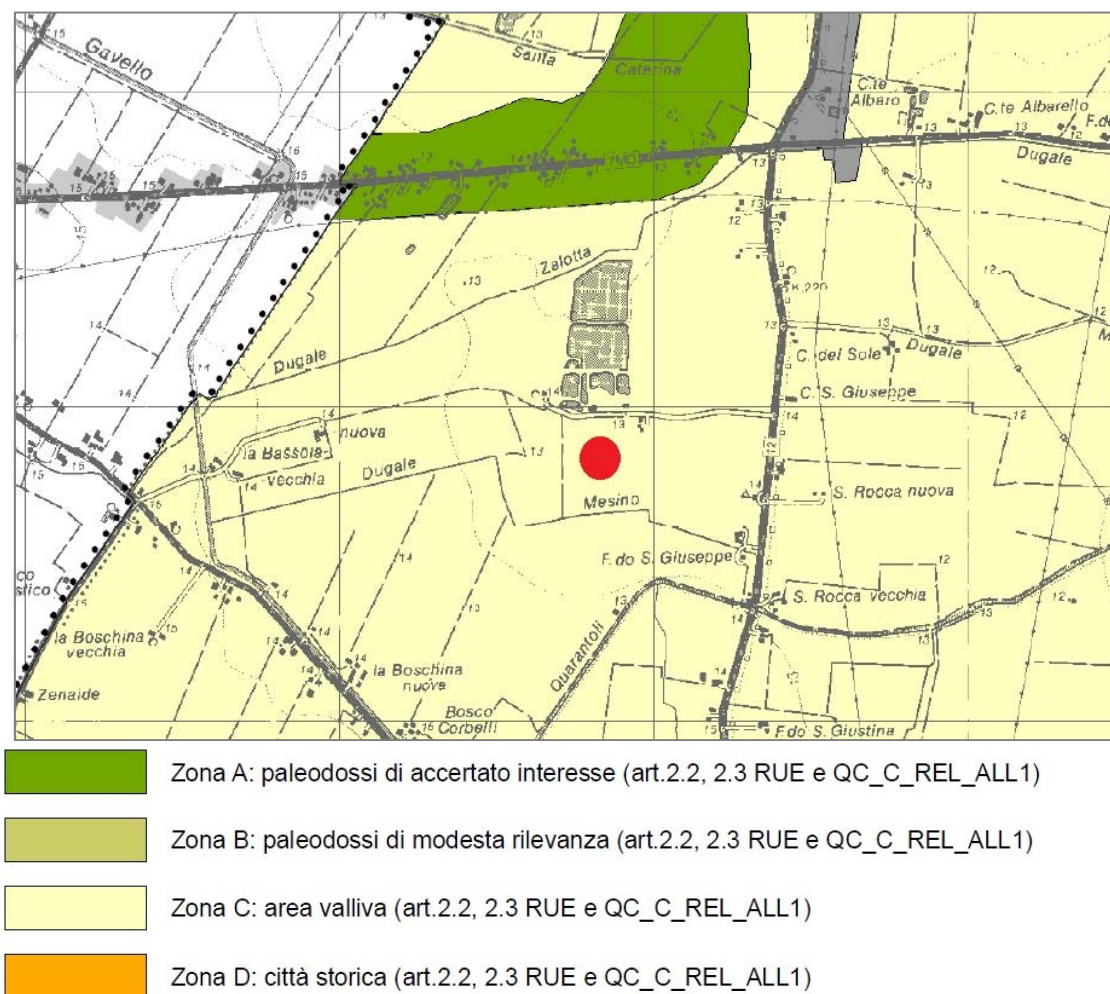 Gavello
Santa
Caterina
C.te
Albaro
C.te Albarello
F.do
Dugale
Zalotta
K.220
Dugale
Dugale
C. del Sole
C. S. Giuseppe
nuova
la Bassola
vecchia
Dugale
Mesino
S. Rocca nuova
F.do S. Giuseppe
S. Rocca vecchia
la Boschina
vecchia
Quarantoli
la Boschina
nuova
Zenaide
Bosco
Corbelli
F.do S. Giustina
Zona A: paleodossi di accertato interesse (art.2.2, 2.3 RUE e QC_C_REL_ALL1)
Zona B: paleodossi di modesta rilevanza (art.2.2, 2.3 RUE e QC_C_REL_ALL1)
Zona C: area valliva (art.2.2, 2.3 RUE e QC_C_REL_ALL1)
Zona D: città storica (art.2.2, 2.3 RUE e QC_C_REL_ALL1)